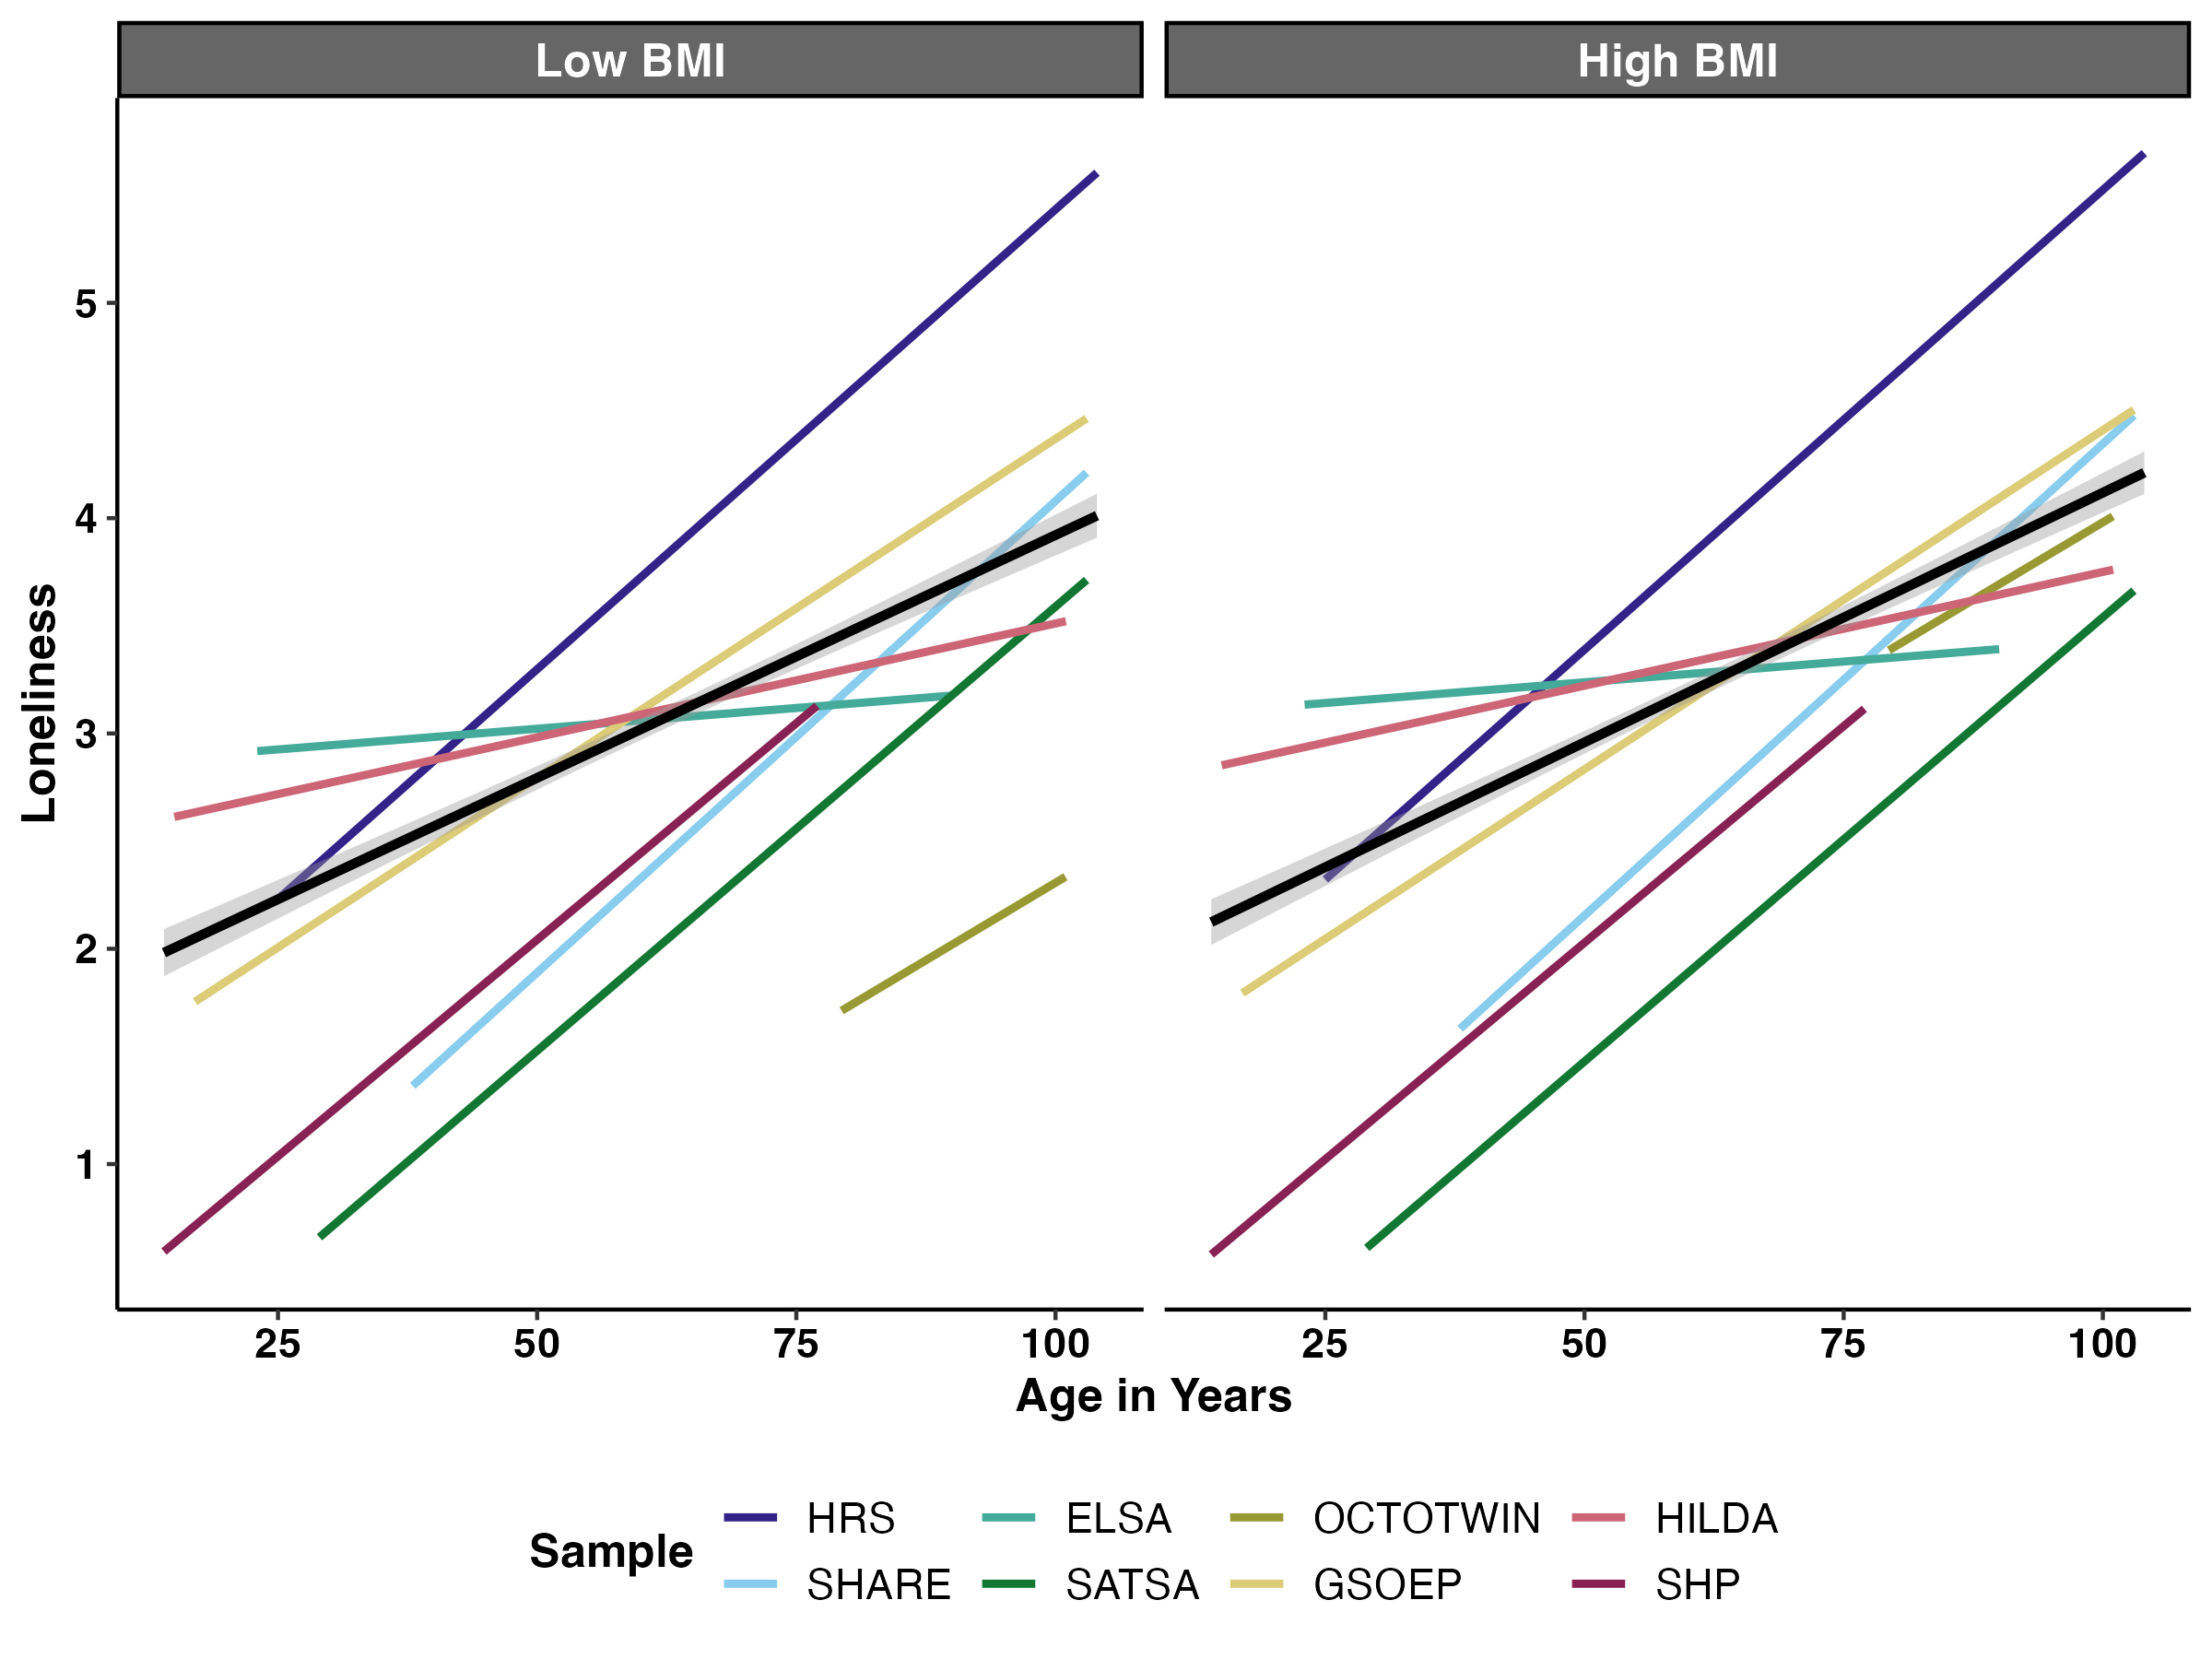 Low BMI
High BMI
Loneliness
5
4
3
2
1
25 50 75 100
25 50 75 100
Age in Years
Sample
HRS ELSA OCTOTWIN HILDA
SHARE SATSA GSOEP SHP